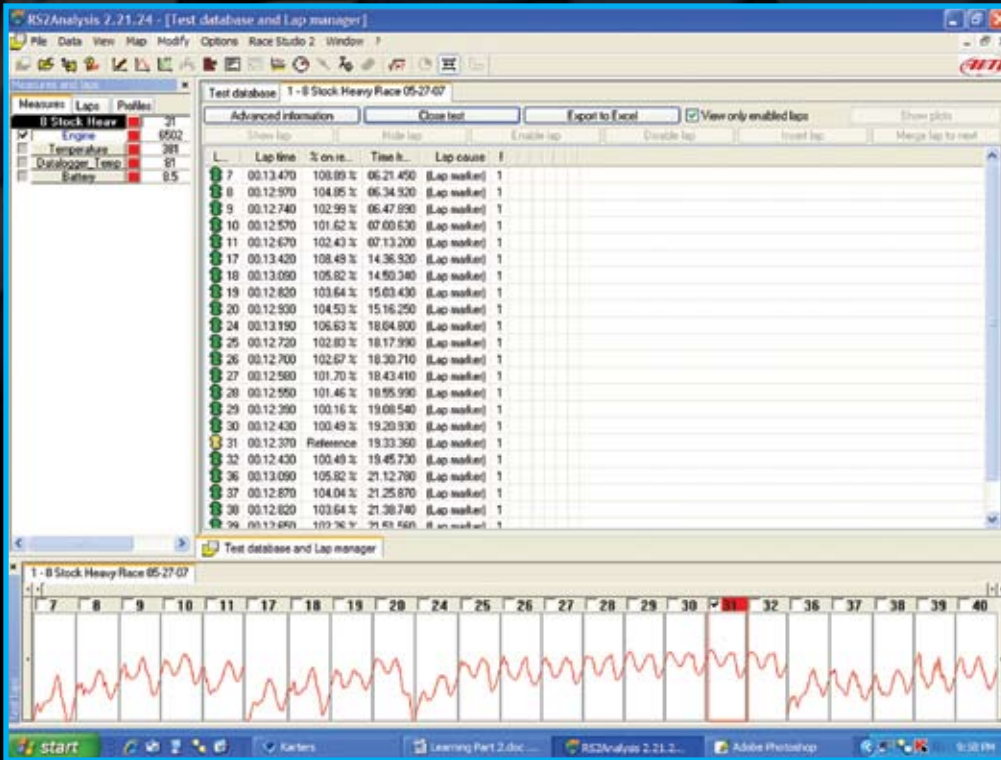 RS2Analysis 2.21.24 - [Test database and Lap manager]
File Data View Map Modify Options Race Studio 2 Window ?
Measures and laps
Measures Laps Profiles
8 Stock Heav 31
Engine 6502
Temperature 381
Datalogger_Temp 81
Battery 8.5
Test database 1 - 8 Stock Heavy Race 05-27-07
Advanced information Close test Export to Excel View only enabled laps Show plots
Show lap Hide lap Enable lap Disable lap Insert lap Merge lap to next
L... Lap time % on re... Time h... Lap cause
7 00.13.470 108.89 % 06.21.450 (Lap marker) 1
8 00.12.970 104.85 % 06.34.920 (Lap marker) 1
9 00.12.740 102.99 % 06.47.890 (Lap marker) 1
10 00.12.570 101.62 % 07.00.630 (Lap marker) 1
11 00.12.670 102.43 % 07.13.200 (Lap marker) 1
17 00.13.420 108.49 % 14.36.920 (Lap marker) 1
18 00.13.090 105.82 % 14.50.340 (Lap marker) 1
19 00.12.820 103.64 % 15.03.430 (Lap marker) 1
20 00.12.930 104.53 % 15.16.250 (Lap marker) 1
24 00.13.190 106.63 % 18.04.800 (Lap marker) 1
25 00.12.720 102.83 % 18.17.990 (Lap marker) 1
26 00.12.700 102.67 % 18.30.710 (Lap marker) 1
27 00.12.580 101.70 % 18.43.410 (Lap marker) 1
28 00.12.550 101.46 % 18.55.990 (Lap marker) 1
29 00.12.390 100.16 % 19.08.540 (Lap marker) 1
30 00.12.430 100.49 % 19.20.930 (Lap marker) 1
31 00.12.370 Reference 19.33.360 (Lap marker) 1
32 00.12.430 100.49 % 19.45.730 (Lap marker) 1
36 00.13.090 105.82 % 21.12.780 (Lap marker) 1
37 00.12.870 104.04 % 21.25.870 (Lap marker) 1
38 00.12.820 103.64 % 21.38.740 (Lap marker) 1
39 00.12.650 102.26 % 21.51.560 (Lap marker) 1
Test database and Lap manager
1 - 8 Stock Heavy Race 05-27-07
7 8 9 10 11 17 18 19 20 24 25 26 27 28 29 30 31 32 36 37 38 39 40
start Karters Learning Part 2.doc ... RS2Analysis 2.21.2... Adobe Photoshop 9:38 PM